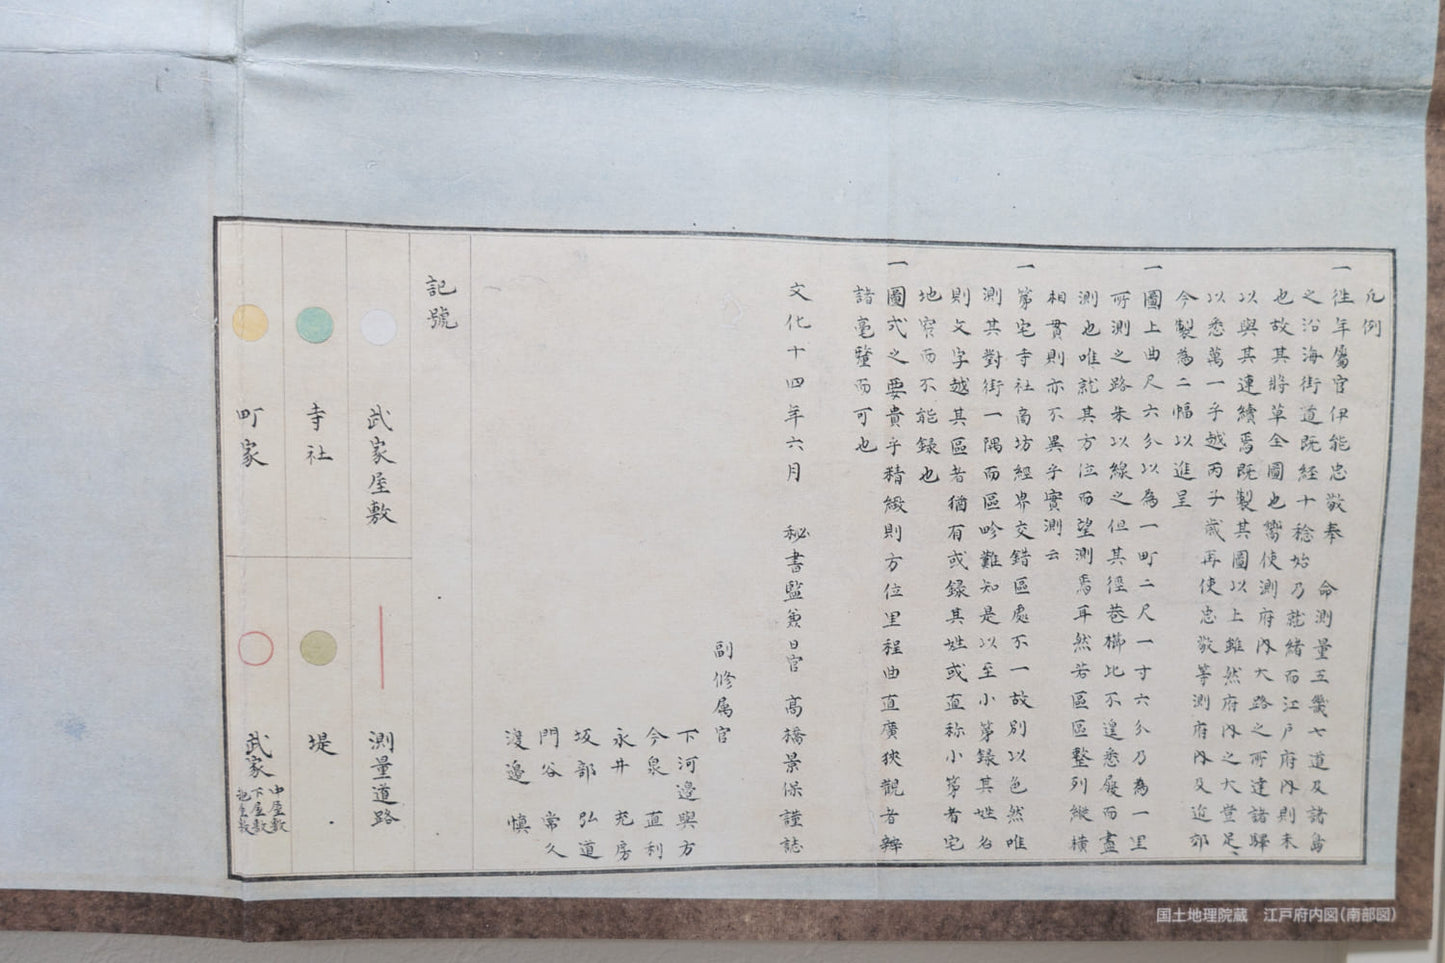 凡例
一往年屬官伊能忠敬奉　命測量五畿七道及諸島
之沿海街道既経十稔始乃就緒而江戸府内則未
也故其將草全圖也嚮使測府内大路之所達諸驛
以與其連續焉既製其圖以上雖然府内之大豈足
以悉萬一乎越丙子歳再使忠敬等測府内及近郊
今製為二幅以進呈
一圖上曲尺六分以為一町二尺一寸六分乃為一里
所測之路朱以線之但其徑巷櫛比不遑悉屐而盡
測也唯就其方位而望測焉耳然若區區整列縱横
相貫則亦不異乎實測云
一第宅寺社商坊經界交錯區處不一故別以色然唯
測其對街一隅而區畛難知是以至小第録其姓名
則文字越其區者猶有或録其姓或直称小第者宅
地窄而不能録也
一圖式之要貴乎精緻則方位里程曲直廣狹觀者辨
諸毫釐而可也
文化十四年六月　秘書監兼日官　高橋景保謹誌
副修属官
下河邉與方
今泉　直利
永井　充房
坂部　弘道
門谷　常久
渡邉　慎
記號
武家屋敷
測量道路
寺社
堤
町家
武家
中屋敷
下屋敷
抱屋敷
国土地理院蔵　江戸府内図（南部図）